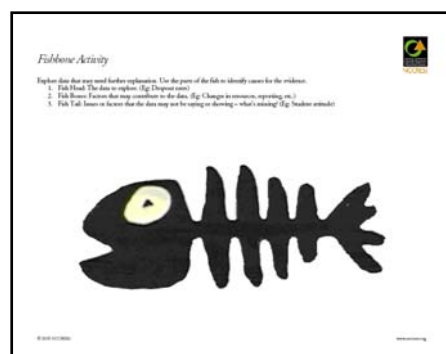 Fishbone Activity
Explore data that may need further explanation. Use the parts of the fish to identify causes for the evidence.
1. Fish Head: The data to explore. (Eg: Dropout rates)
2. Fish Bones: Factors that may contribute to the data. (Eg: Changes in resources, reporting, etc.)
3. Fish Tail: Issues or factors that the data may not be saying or showing – what's missing? (Eg: Student attitude)